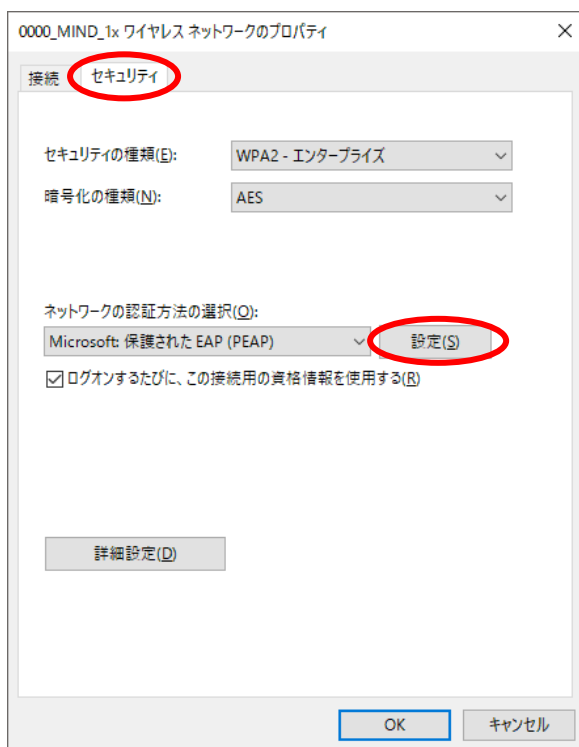 0000_MIND_1x ワイヤレス ネットワークのプロパティ
接続 セキュリティ
セキュリティの種類(E): WPA2 - エンタープライズ
暗号化の種類(N): AES
ネットワークの認証方法の選択(O):
Microsoft: 保護された EAP (PEAP) 設定(S)
ログオンするたびに、この接続用の資格情報を使用する(R)
詳細設定(D)
OK キャンセル